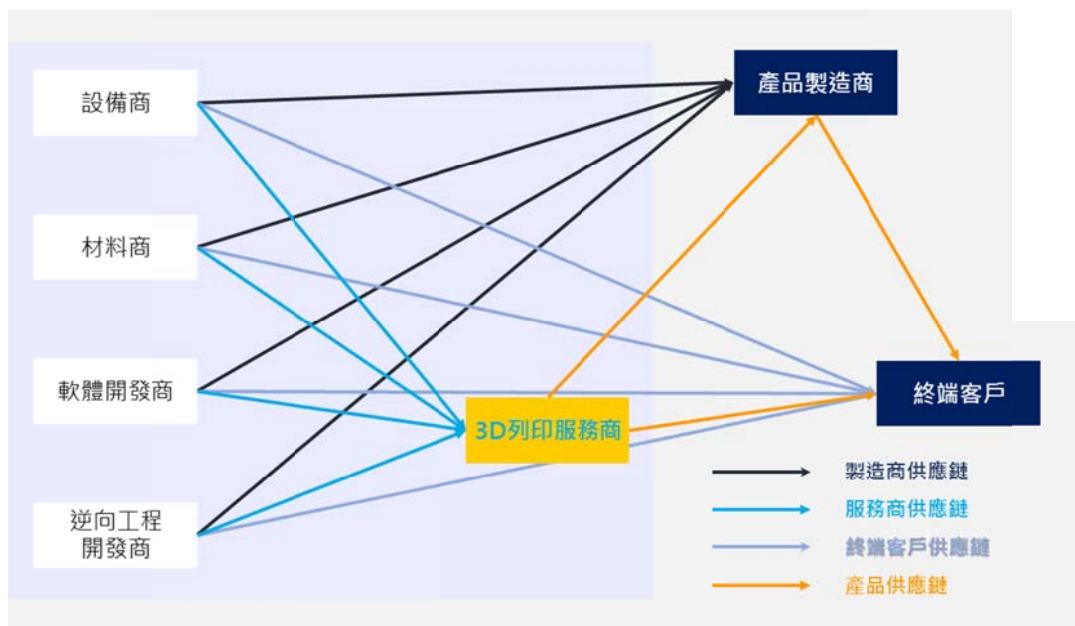 設備商
產品製造商
材料商
軟體開發商
終端客戶
3D列印服務商
逆向工程
開發商
製造商供應鏈
服務商供應鏈
終端客戶供應鏈
產品供應鏈